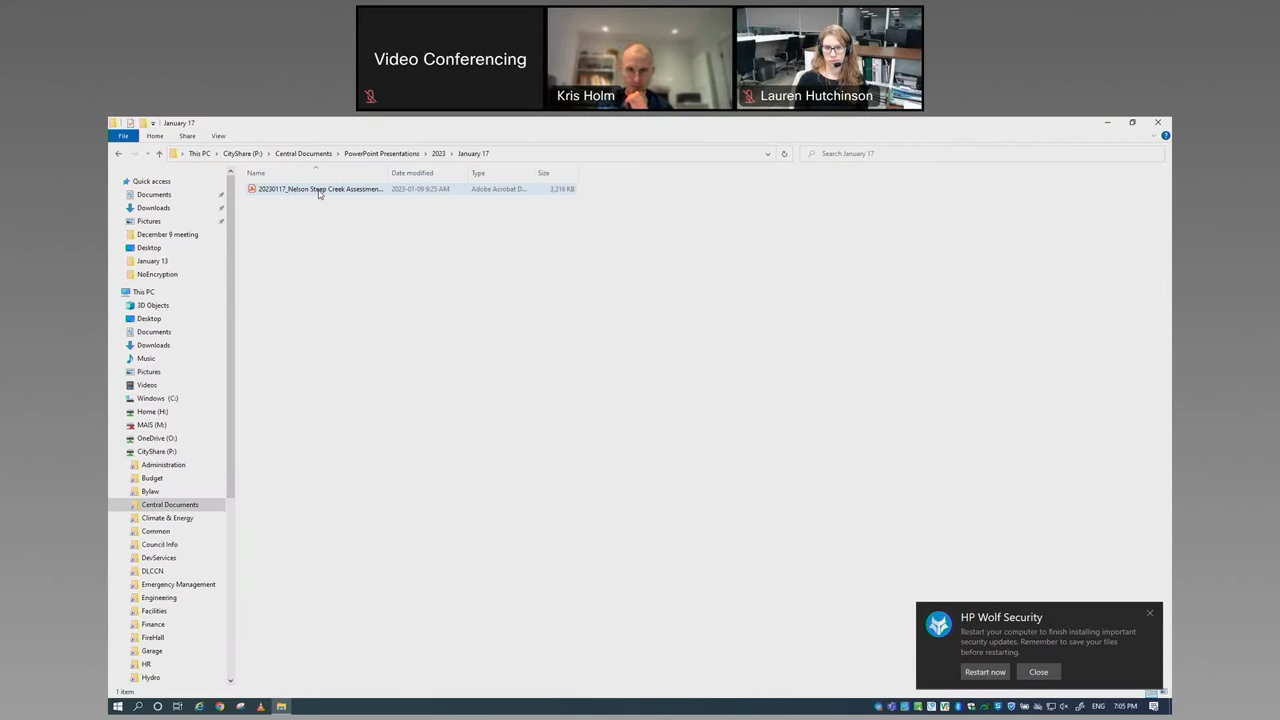 Video Conferencing
Kris Holm
Lauren Hutchinson
January 17
File Home Share View
This PC CityShare (P:) Central Documents PowerPoint Presentations 2023 January 17
Search January 17
Name Date modified Type Size
20230117_Nelson Steep Creek Assessmen... 2023-01-09 9:25 AM Adobe Acrobat D... 3,216 KB
Quick access
Documents
Downloads
Pictures
December 9 meeting
Desktop
January 13
NoEncryption
This PC
3D Objects
Desktop
Documents
Downloads
Music
Pictures
Videos
Windows (C:)
Home (H:)
MAIS (M:)
OneDrive (O:)
CityShare (P:)
Administration
Budget
Bylaw
Central Documents
Climate & Energy
Common
Council Info
DevServices
DLCCN
Emergency Management
Engineering
Facilities
Finance
FireHall
Garage
HR
Hydro
1 item
HP Wolf Security
Restart your computer to finish installing important
security updates. Remember to save your files
before restarting.
Restart now Close
ENG 7:05 PM